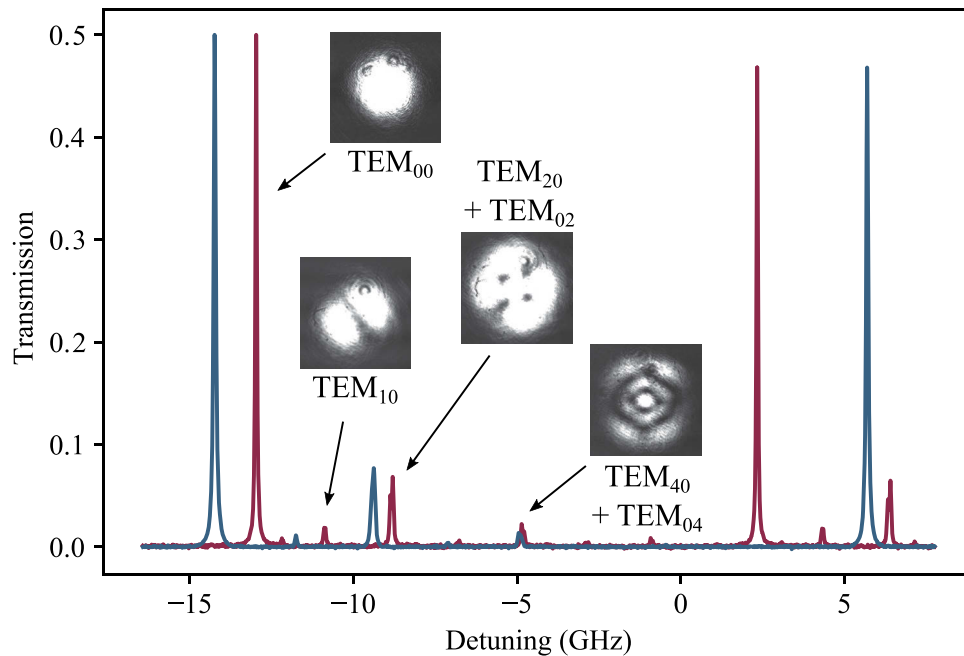 0.5
0.4
0.3
0.2
0.1
0.0
Transmission
TEM₀₀
TEM₂₀
+ TEM₀₂
TEM₁₀
TEM₄₀
+ TEM₀₄
−15
−10
−5
0
5
Detuning (GHz)